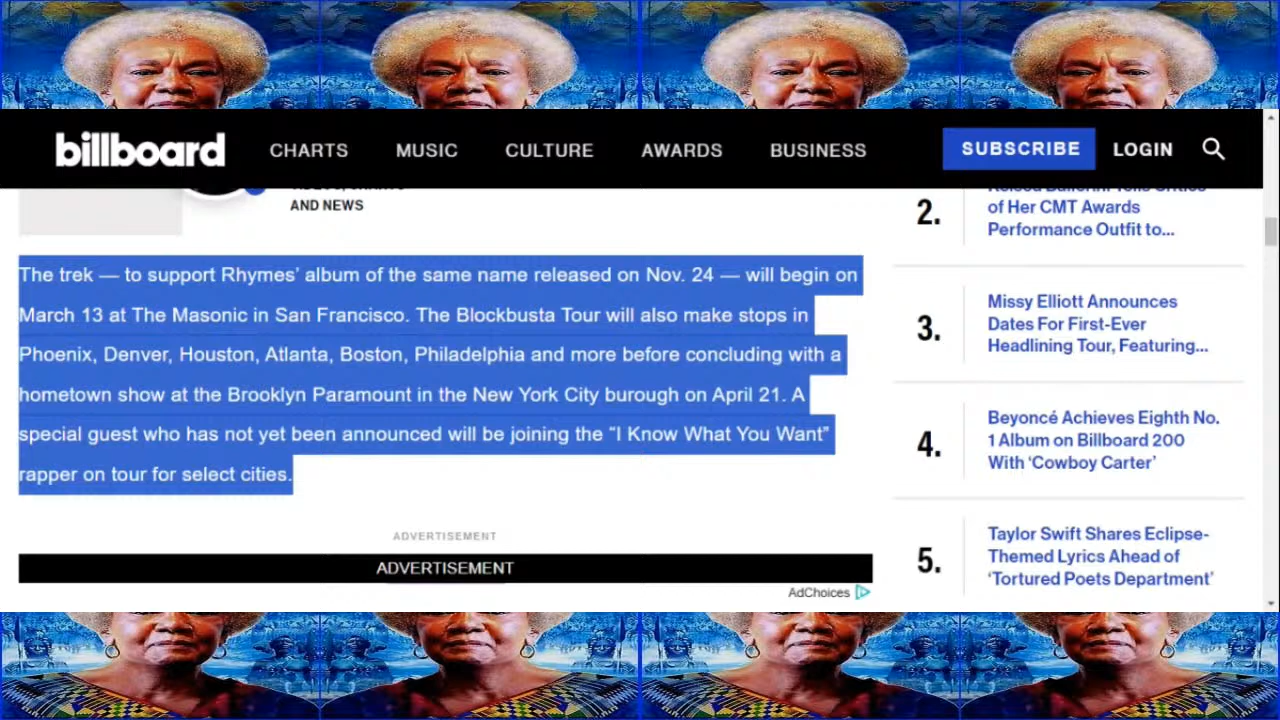 billboard
CHARTS
MUSIC
CULTURE
AWARDS
BUSINESS
SUBSCRIBE
LOGIN
AND NEWS
The trek — to support Rhymes’ album of the same name released on Nov. 24 — will begin on
March 13 at The Masonic in San Francisco. The Blockbusta Tour will also make stops in
Phoenix, Denver, Houston, Atlanta, Boston, Philadelphia and more before concluding with a
hometown show at the Brooklyn Paramount in the New York City burough on April 21. A
special guest who has not yet been announced will be joining the “I Know What You Want”
rapper on tour for select cities.
ADVERTISEMENT
ADVERTISEMENT
AdChoices
2.
of Her CMT Awards
Performance Outfit to...
3.
Missy Elliott Announces
Dates For First-Ever
Headlining Tour, Featuring...
4.
Beyoncé Achieves Eighth No.
1 Album on Billboard 200
With ‘Cowboy Carter’
5.
Taylor Swift Shares Eclipse-
Themed Lyrics Ahead of
‘Tortured Poets Department’